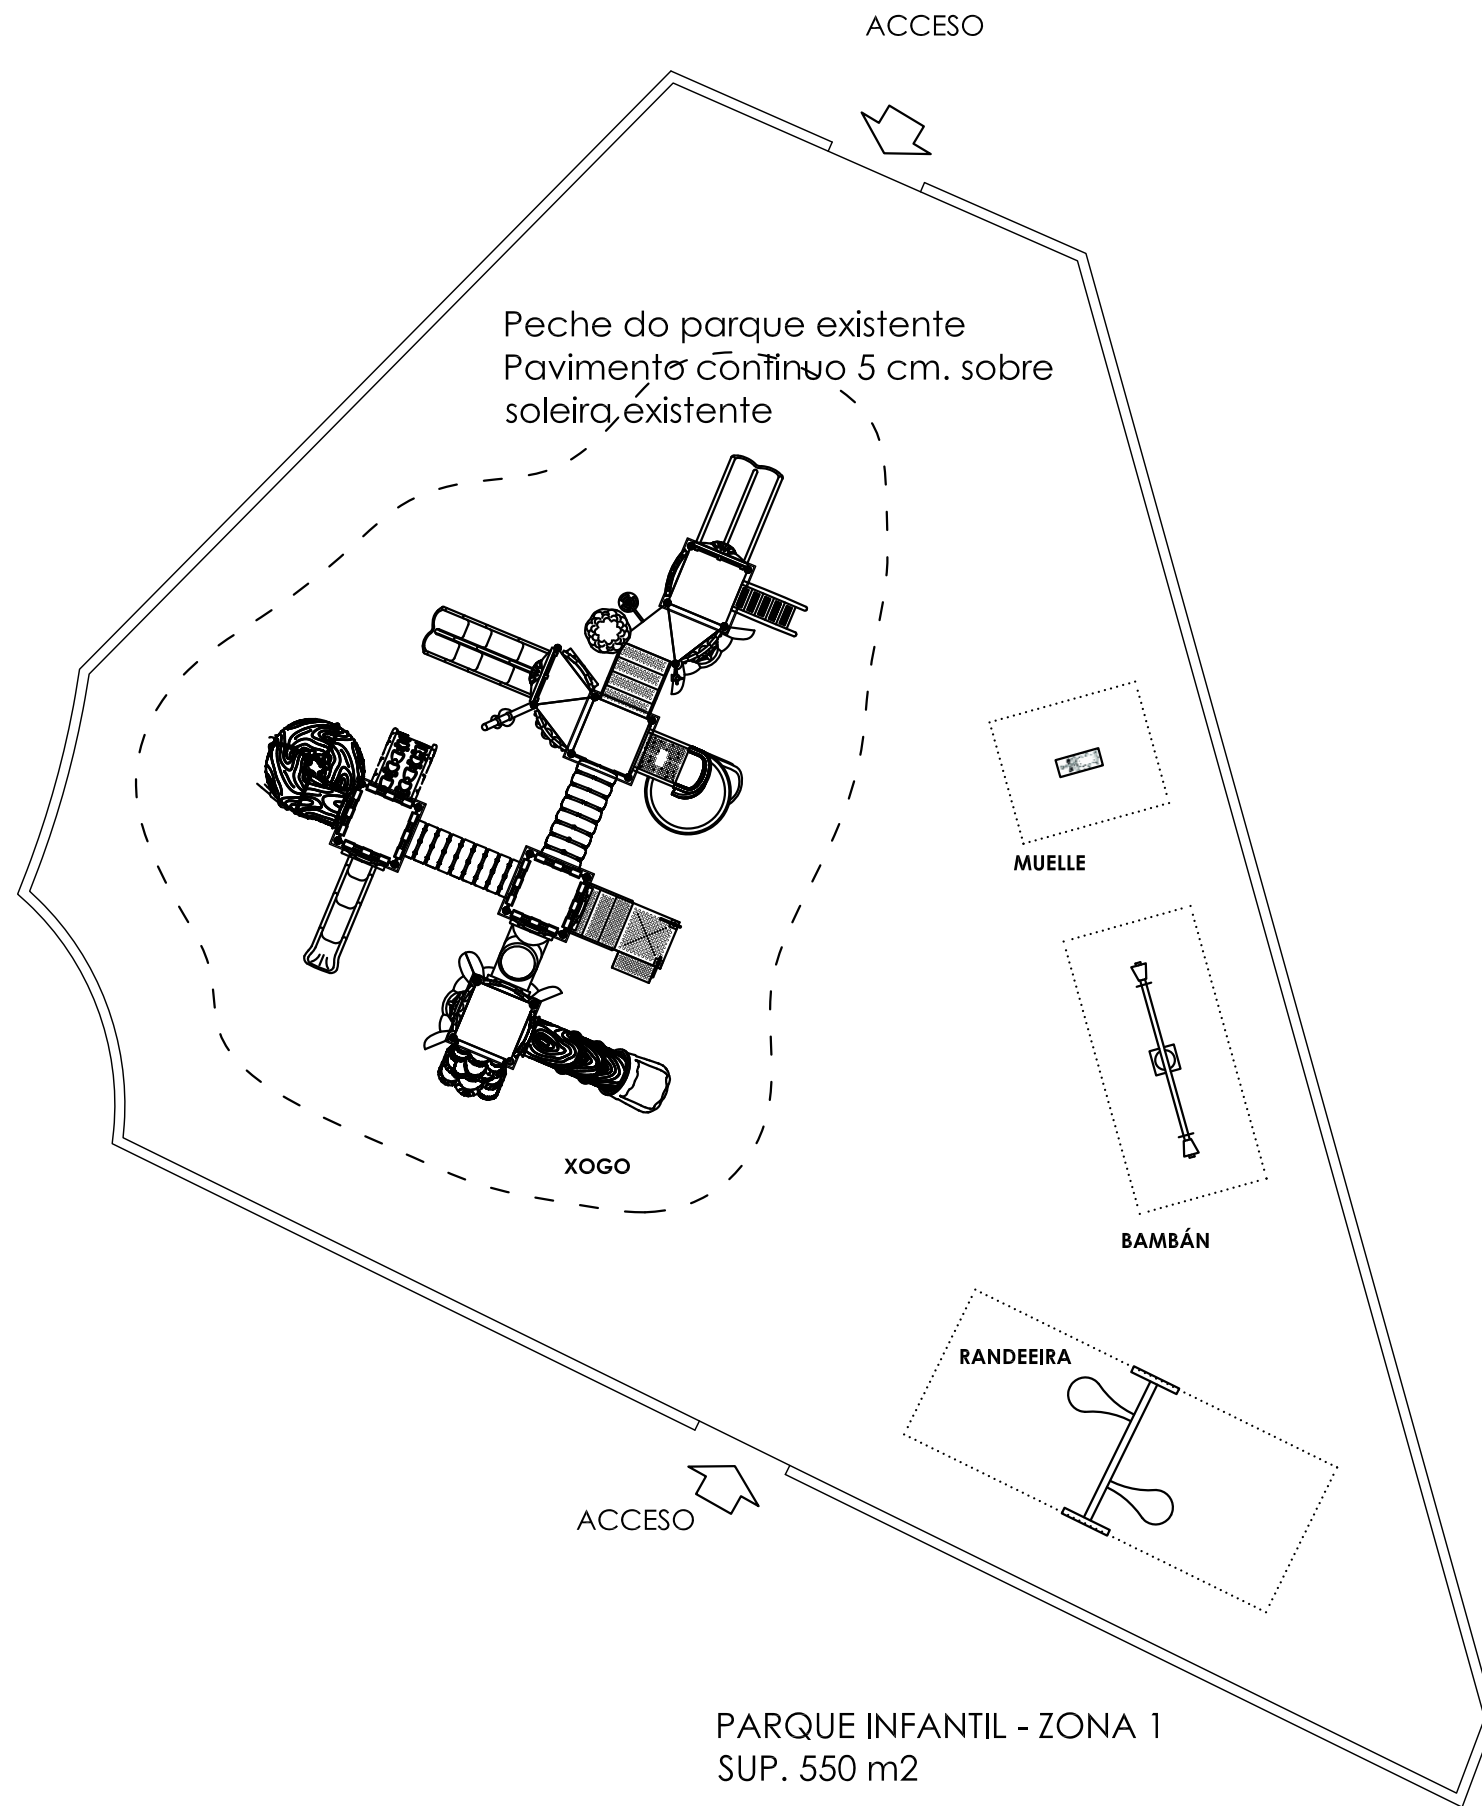 ACCESO
Peche do parque existente
Pavimento continuo 5 cm. sobre
soleira existente
MUELLE
XOGO
BAMBÁN
RANDEEIRA
ACCESO
PARQUE INFANTIL - ZONA 1
SUP. 550 m2